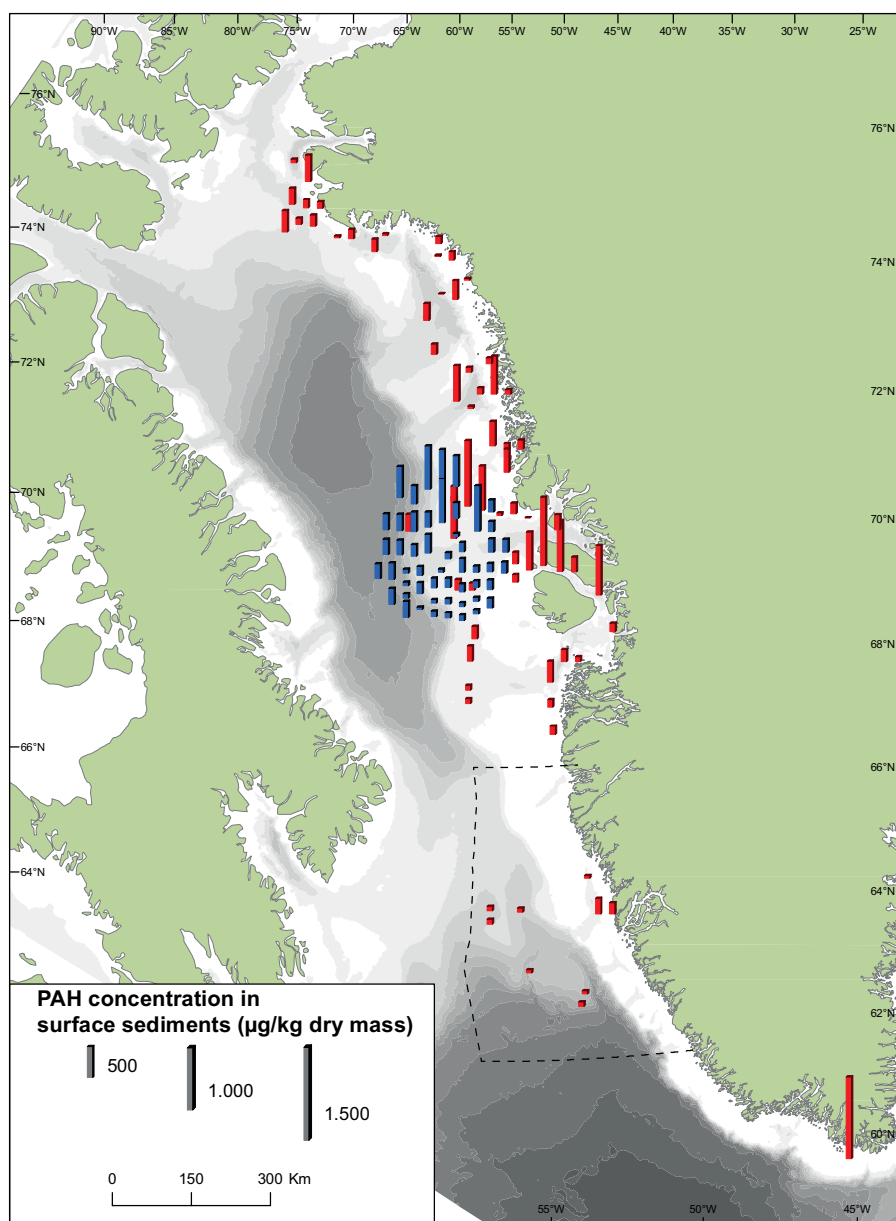 90°W 85°W 80°W 75°W 70°W 65°W 60°W 55°W 50°W 45°W 40°W 35°W 30°W 25°W
76°N
76°N
74°N
74°N
72°N
72°N
70°N
70°N
68°N
68°N
66°N
66°N
64°N
64°N
62°N
60°N
PAH concentration in
surface sediments (µg/kg dry mass)
500
1.000
1.500
0 150 300 Km
55°W 50°W 45°W